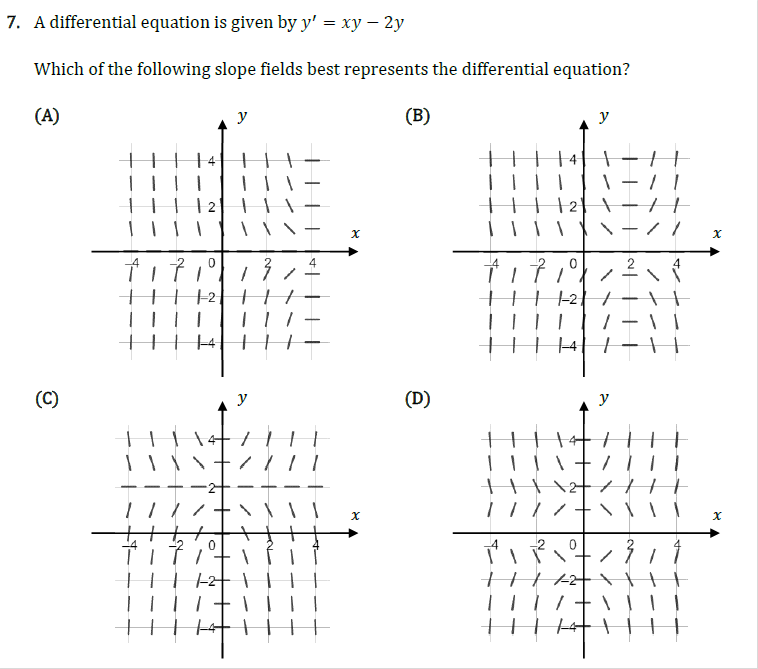 7. A differential equation is given by y′ = xy − 2y
Which of the following slope fields best represents the differential equation?
(A) y (B) y
4 4
2 2
x x
−4 −2 0 2 4 −4 −2 0 2 4
−2 −2
−4 −4
(C) y (D) y
4 4
2 2
x x
−4 −2 0 2 4 −4 −2 0 2 4
−2 −2
−4 −4